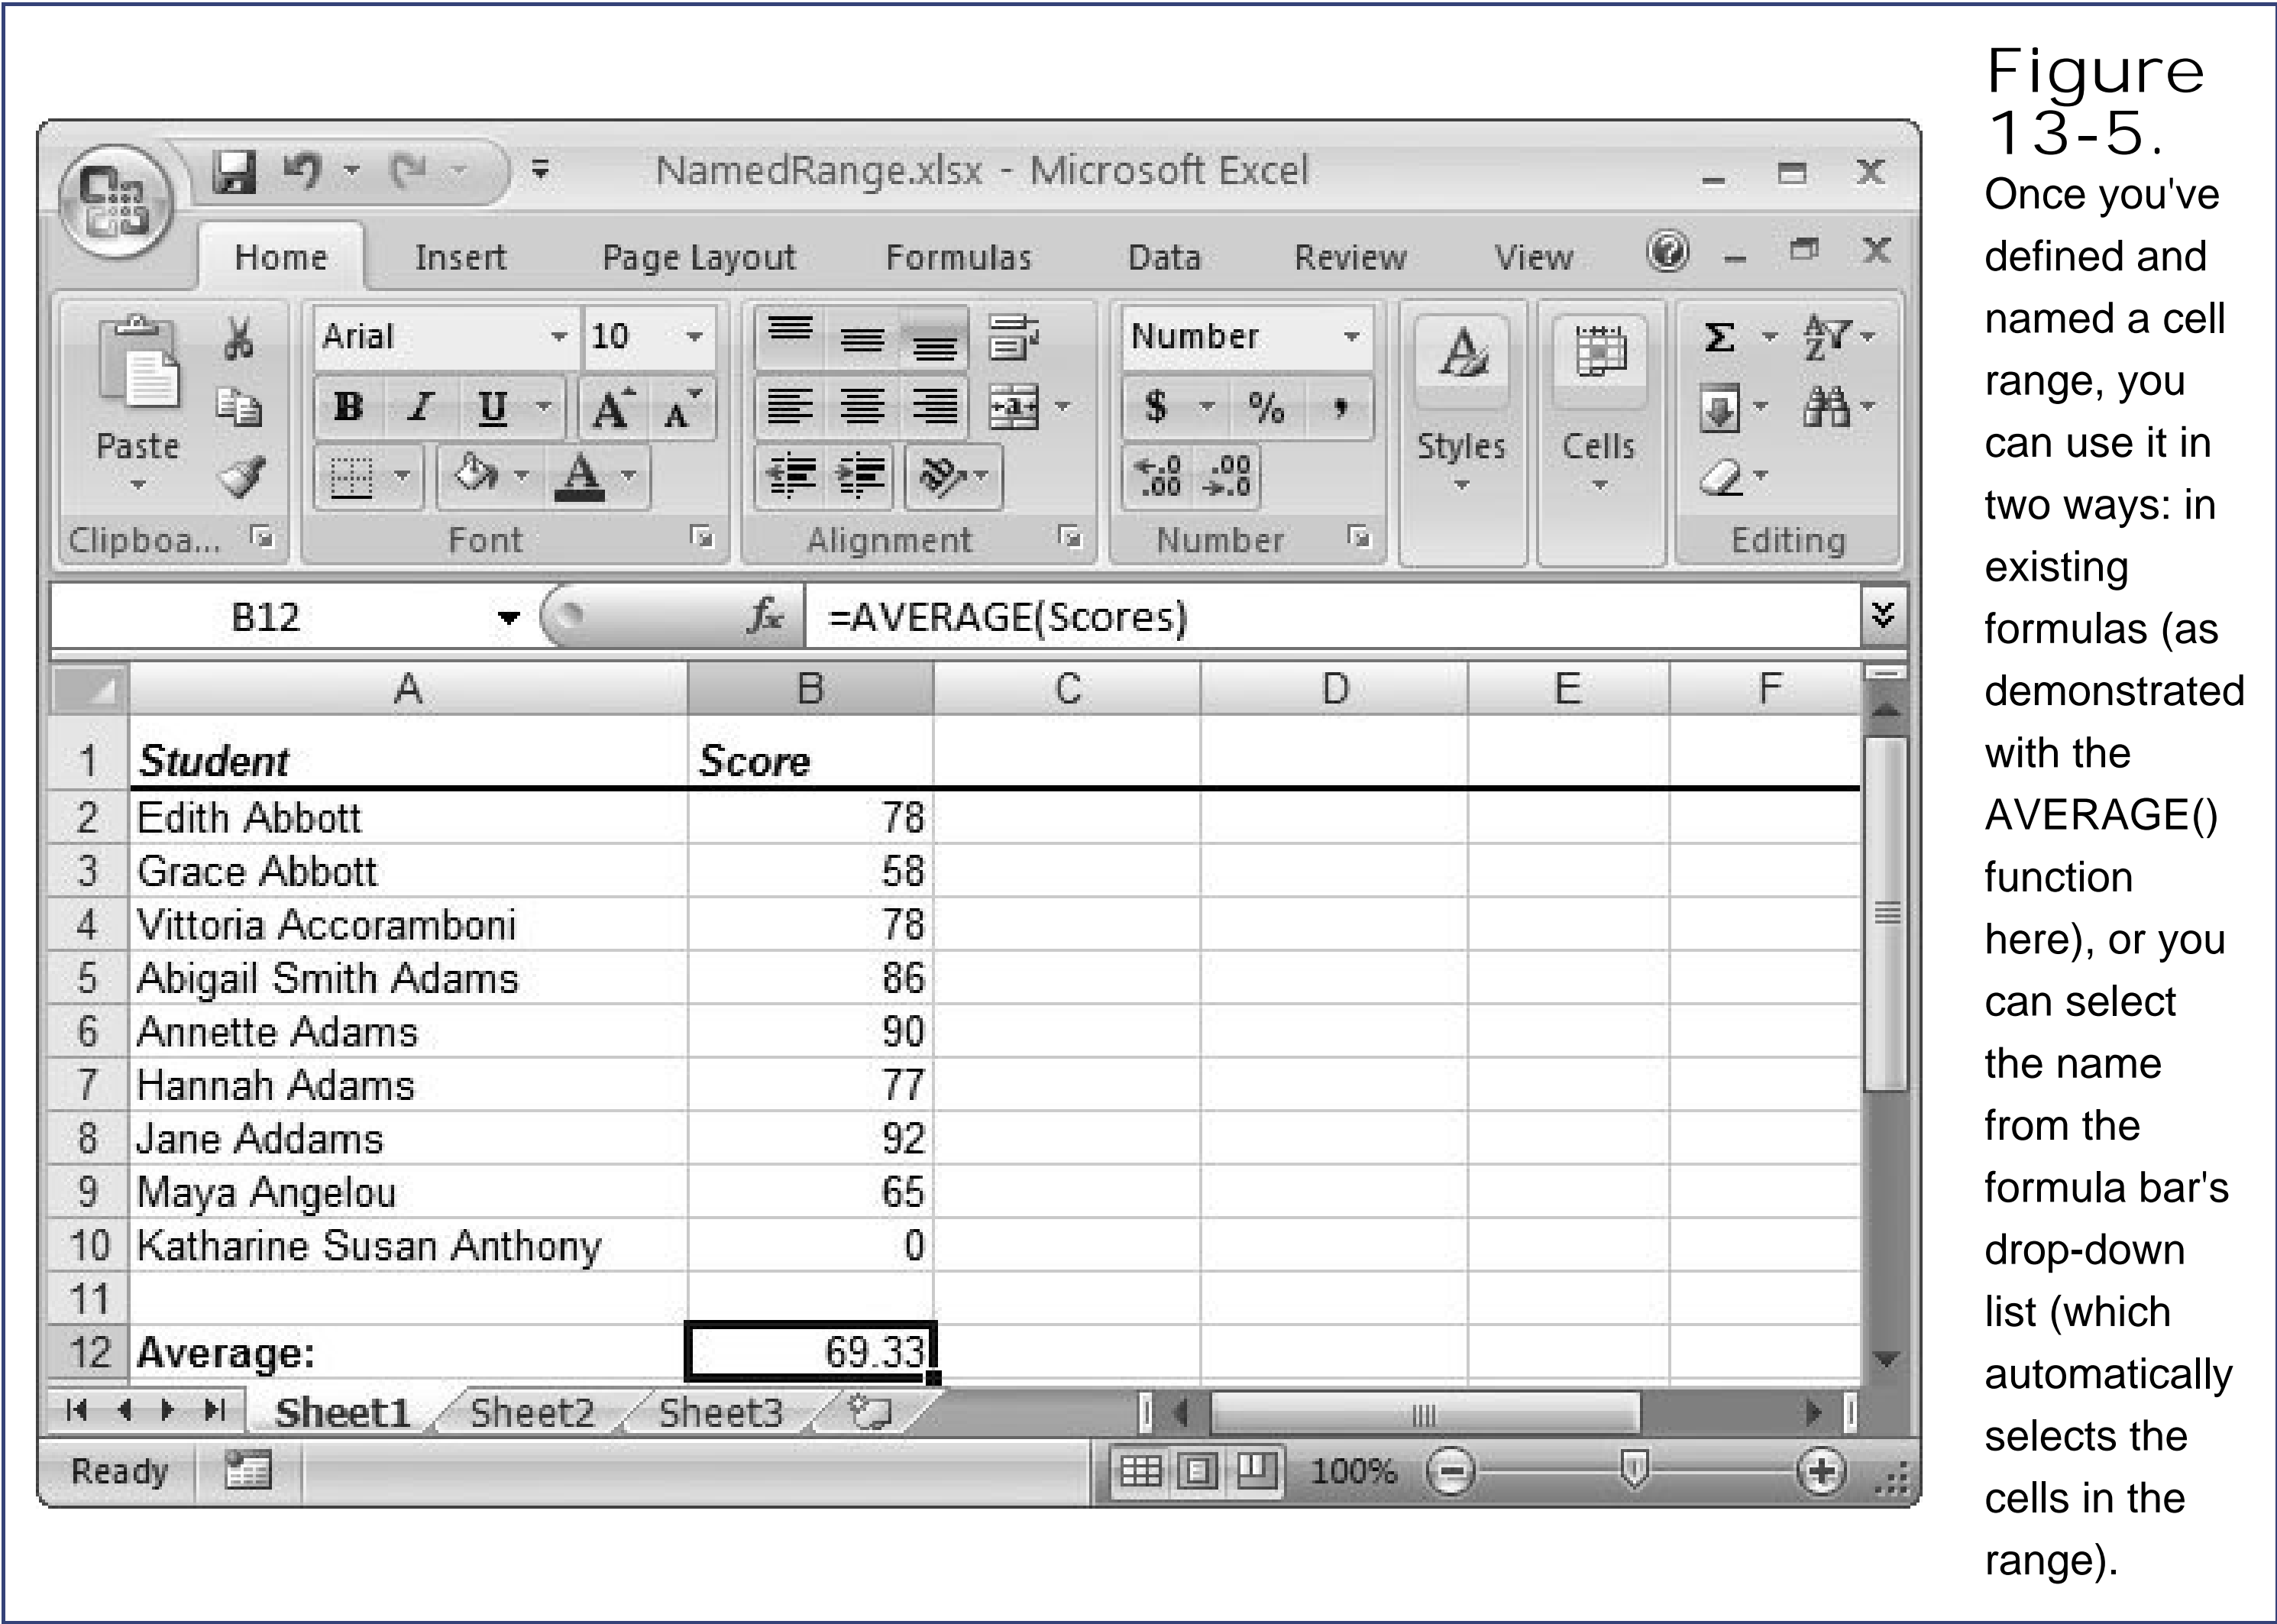 NamedRange.xlsx - Microsoft Excel
Home Insert Page Layout Formulas Data Review View
Arial 10 Number
B I U A A $ % ,
Paste Styles Cells
A .0 .00
.00 .0
Clipboa... Font Alignment Number Editing
B12 fx =AVERAGE(Scores)
A B C D E F
1 Student Score
2 Edith Abbott 78
3 Grace Abbott 58
4 Vittoria Accoramboni 78
5 Abigail Smith Adams 86
6 Annette Adams 90
7 Hannah Adams 77
8 Jane Addams 92
9 Maya Angelou 65
10 Katharine Susan Anthony 0
11
12 Average: 69.33
Sheet1 Sheet2 Sheet3
Ready 100%
Figure
13-5.
Once you've
defined and
named a cell
range, you
can use it in
two ways: in
existing
formulas (as
demonstrated
with the
AVERAGE()
function
here), or you
can select
the name
from the
formula bar's
drop-down
list (which
automatically
selects the
cells in the
range).